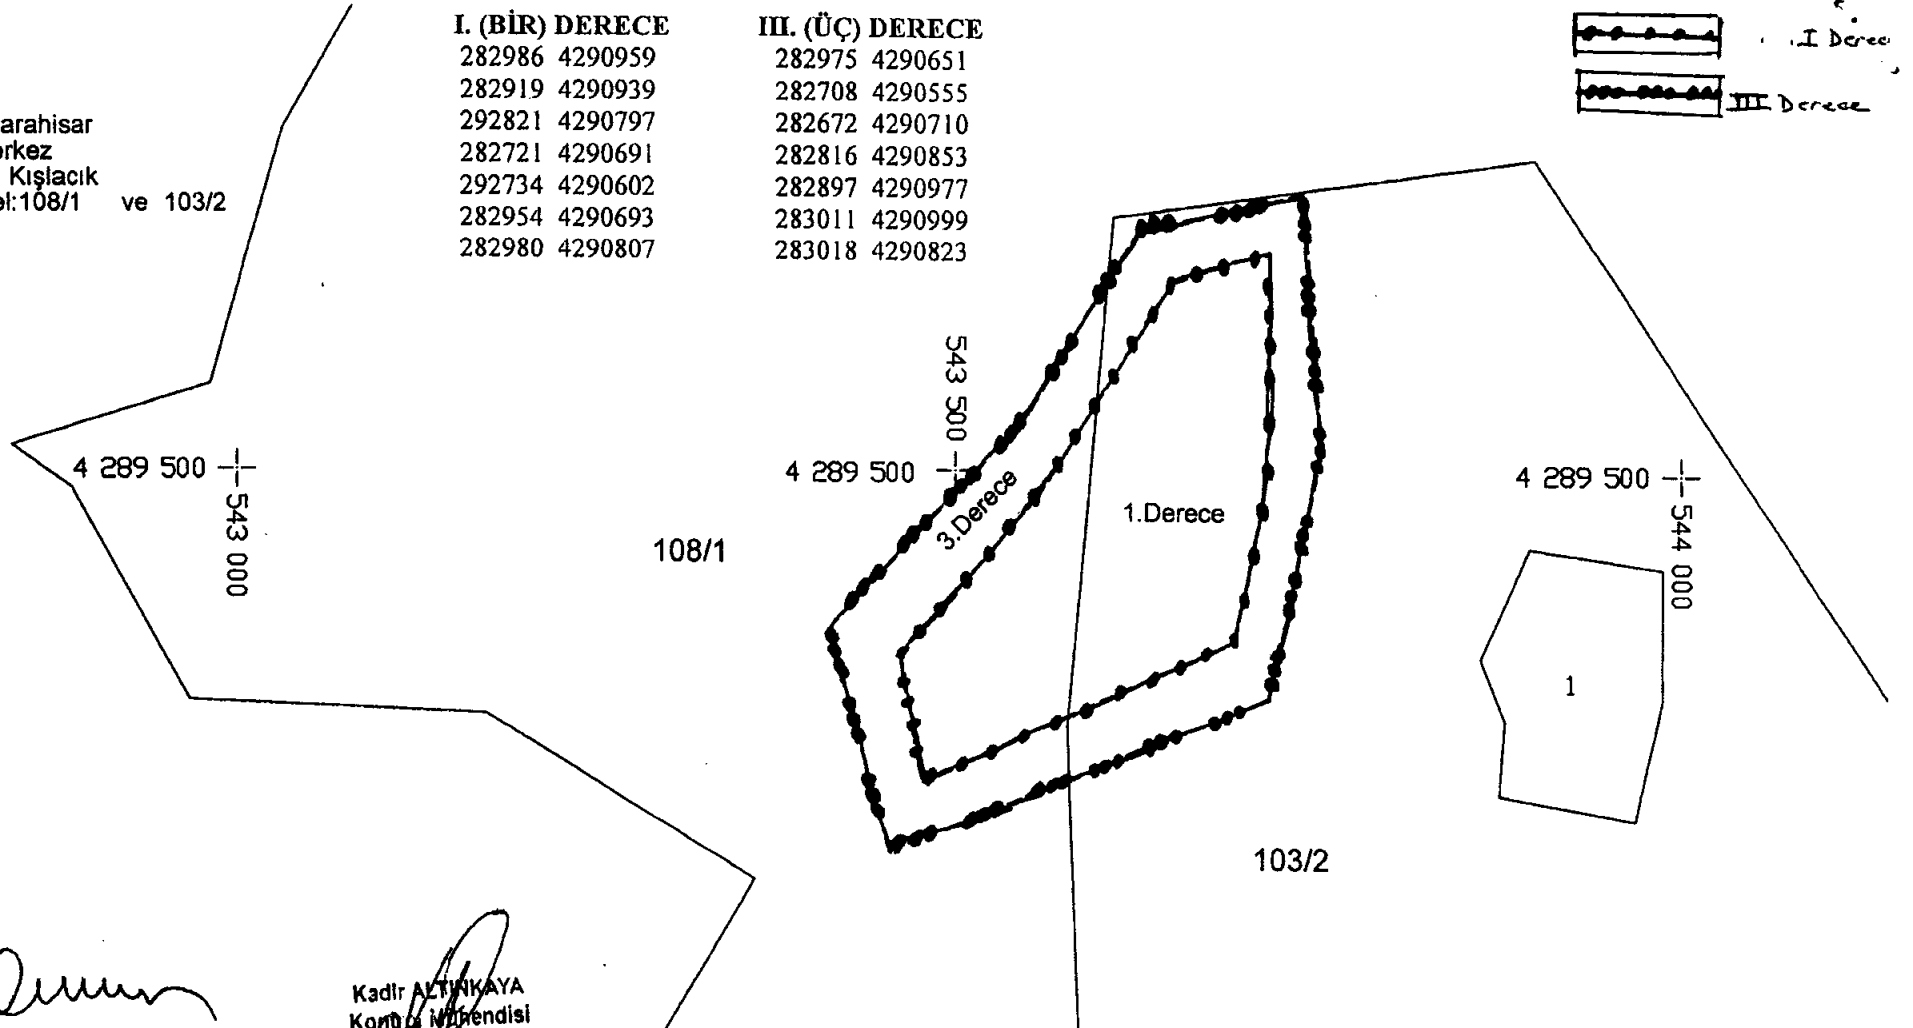 I. (BİR) DERECE
282986 4290959
282919 4290939
292821 4290797
282721 4290691
292734 4290602
282954 4290693
282980 4290807
III. (ÜÇ) DERECE
282975 4290651
282708 4290555
282672 4290710
282816 4290853
282897 4290977
283011 4290999
283018 4290823
I Derec
III Derece
arahisar
rkez
Kışlacık
el:108/1 ve 103/2
4 289 500
543 000
4 289 500
543 500
4 289 500
544 000
108/1
3.Derece
1.Derece
1
103/2
Kadir ALTINKAYA
Kontrol Mühendisi